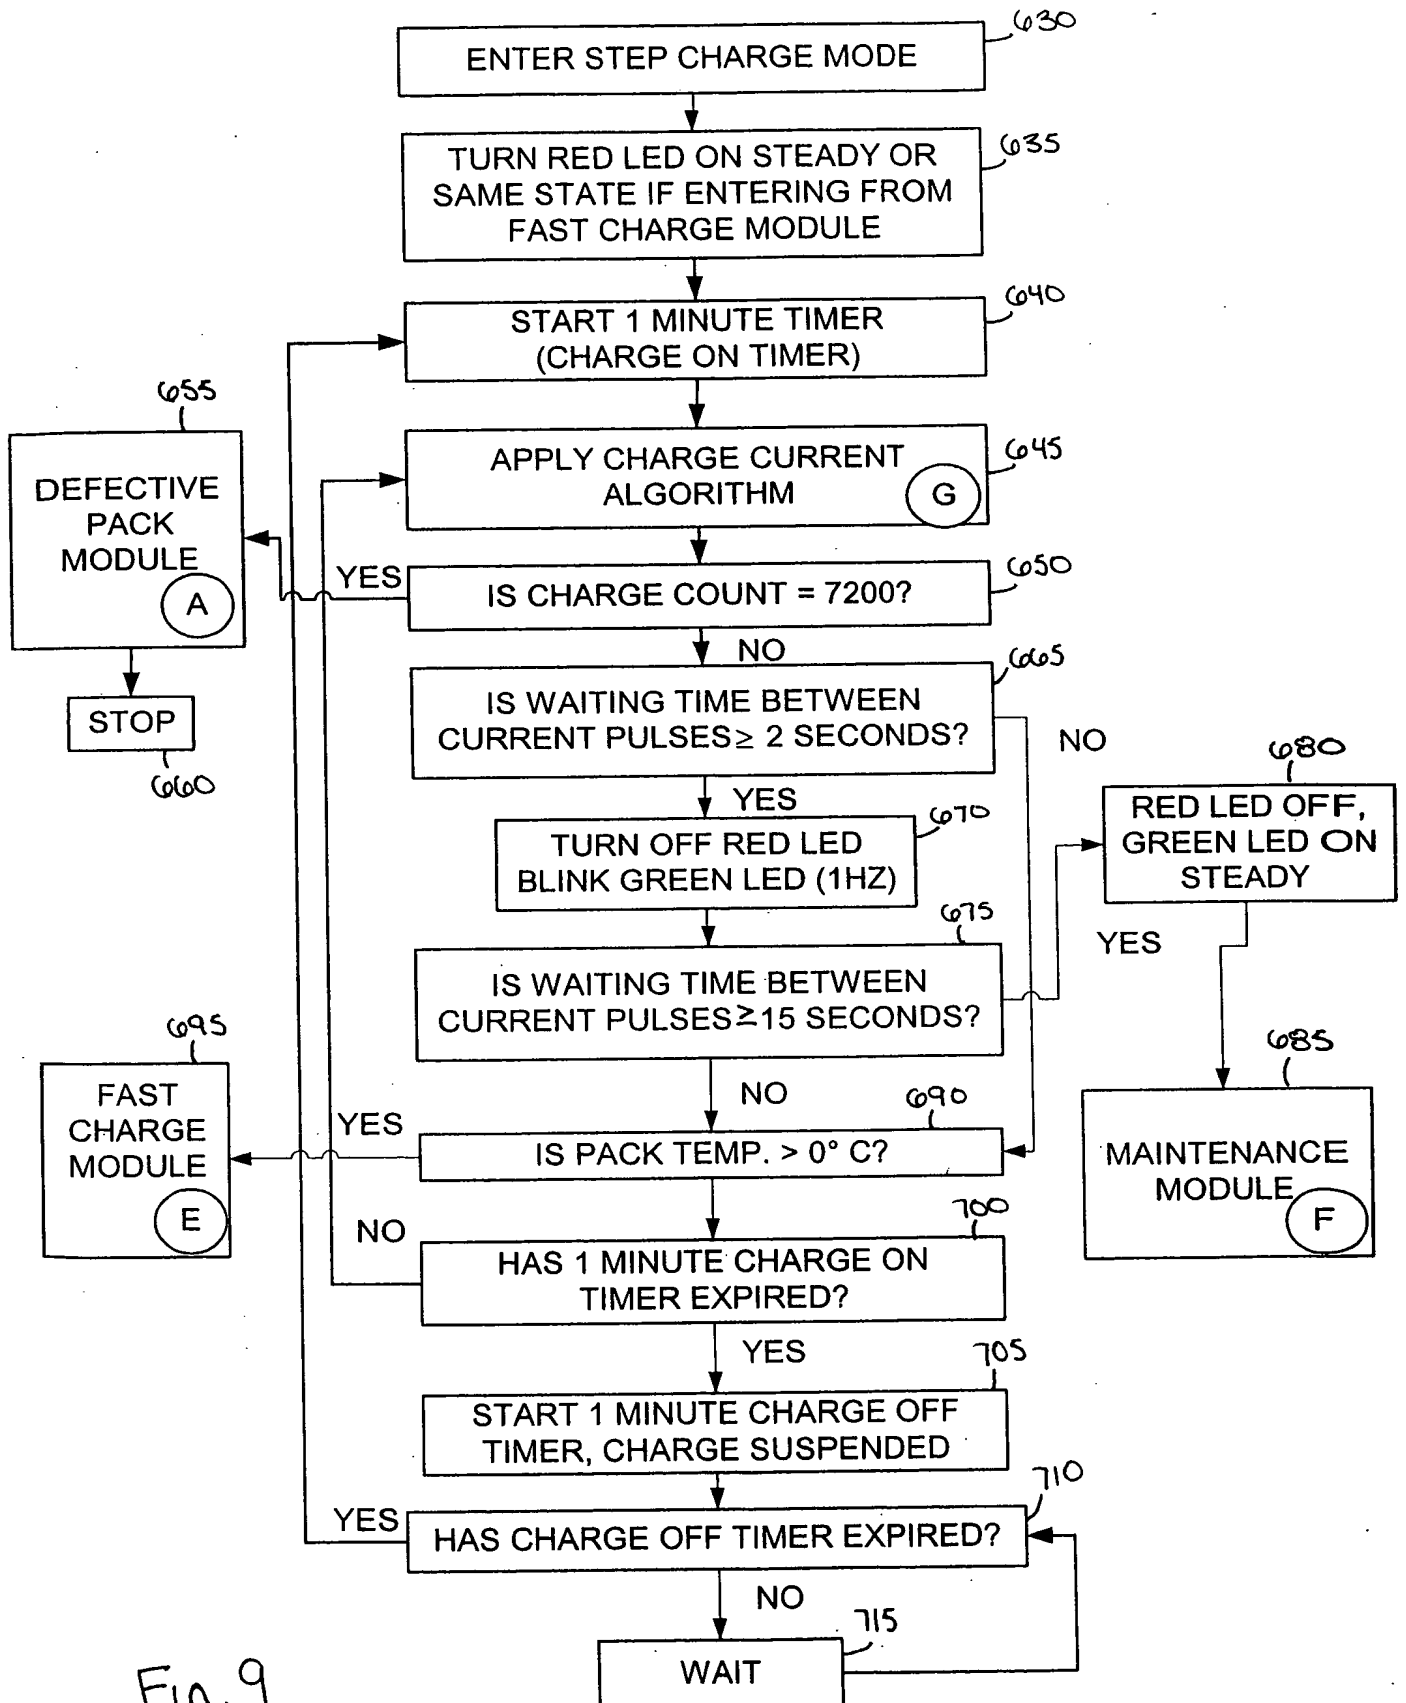 630
ENTER STEP CHARGE MODE
635
TURN RED LED ON STEADY OR
SAME STATE IF ENTERING FROM
FAST CHARGE MODULE
640
START 1 MINUTE TIMER
(CHARGE ON TIMER)
655
DEFECTIVE
PACK
MODULE
A
645
APPLY CHARGE CURRENT
ALGORITHM
G
YES
650
IS CHARGE COUNT = 7200?
NO
STOP
660
665
IS WAITING TIME BETWEEN
CURRENT PULSES ≥ 2 SECONDS?
NO
YES
670
TURN OFF RED LED
BLINK GREEN LED (1HZ)
680
RED LED OFF,
GREEN LED ON
STEADY
YES
675
IS WAITING TIME BETWEEN
CURRENT PULSES ≥ 15 SECONDS?
NO
685
MAINTENANCE
MODULE
F
695
FAST
CHARGE
MODULE
E
YES
690
IS PACK TEMP. > 0° C?
NO
700
HAS 1 MINUTE CHARGE ON
TIMER EXPIRED?
YES
705
START 1 MINUTE CHARGE OFF
TIMER, CHARGE SUSPENDED
YES
710
HAS CHARGE OFF TIMER EXPIRED?
NO
715
WAIT
Fig. 9